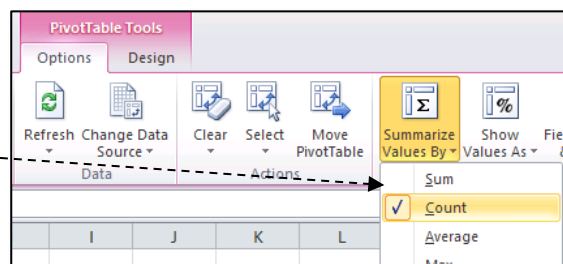 PivotTable Tools
Options Design
Refresh Change Data Source Clear Select Move PivotTable Summarize Values By Show Values As
Data Actions
Sum
Count
I J K L
Average